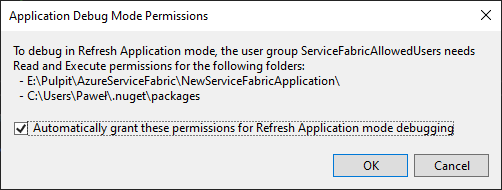 Application Debug Mode Permissions
To debug in Refresh Application mode, the user group ServiceFabricAllowedUsers needs
Read and Execute permissions for the following folders:
- E:\Pulpit\AzureServiceFabric\NewServiceFabricApplication\
- C:\Users\Paweł\.nuget\packages
Automatically grant these permissions for Refresh Application mode debugging
OK
Cancel